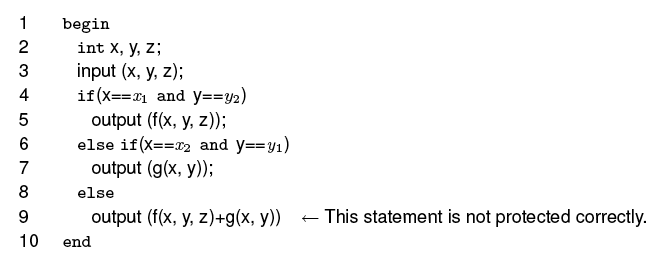 1 begin
2 int x, y, z;
3 input (x, y, z);
4 if(x==x₁ and y==y₂)
5 output (f(x, y, z));
6 else if(x==x₂ and y==y₁)
7 output (g(x, y));
8 else
9 output (f(x, y, z)+g(x, y)) ← This statement is not protected correctly.
10 end